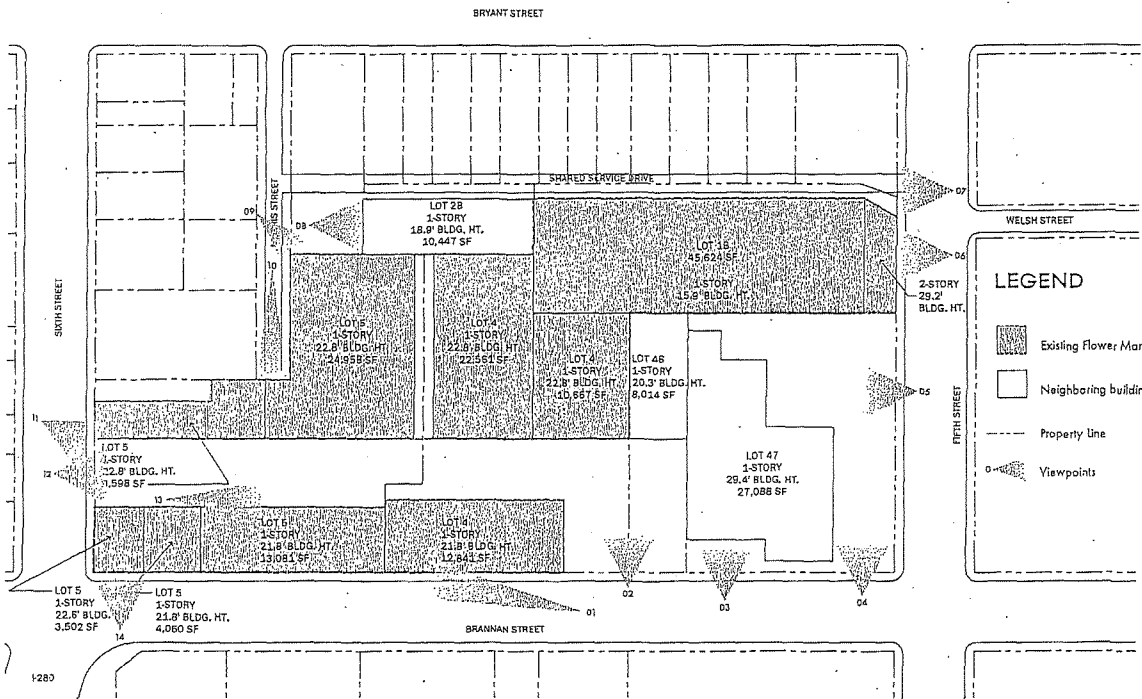 BRYANT STREET
SHARED SERVICE DRIVE
07
LOT 28
1-STORY
18.9' BLDG. HT.
10,447 SF
09
08
STREET
10
WELSH STREET
LOT 18
45,624 SF
1-STORY
15.9' BLDG. HT.
06
2-STORY
29.2'
BLDG. HT.
SIXTH STREET
LOT 5
1-STORY
22.8' BLDG. HT.
24,958 SF
LOT 4
1-STORY
22.8' BLDG. HT.
22,561 SF
LOT 4
1-STORY
22.8' BLDG. HT.
10,667 SF
LOT 46
1-STORY
20.3' BLDG. HT.
8,014 SF
05
FIFTH STREET
LEGEND
Existing Flower Mar
Neighboring buildin
Property Line
0
Viewpoints
11
12
LOT 5
1-STORY
22.8' BLDG. HT.
,598 SF
13
LOT 47
1-STORY
29.4' BLDG. HT.
27,088 SF
1-STORY
21.8' BLDG. HT.
13,081 SF
LOT 4
1-STORY
21.8' BLDG. HT.
12,841 SF
LOT 5
1-STORY
22.6' BLDG.
3,502 SF
LOT 5
1-STORY
21.8' BLDG. HT.
4,060 SF
14
01
02
03
04
BRANNAN STREET
I-280